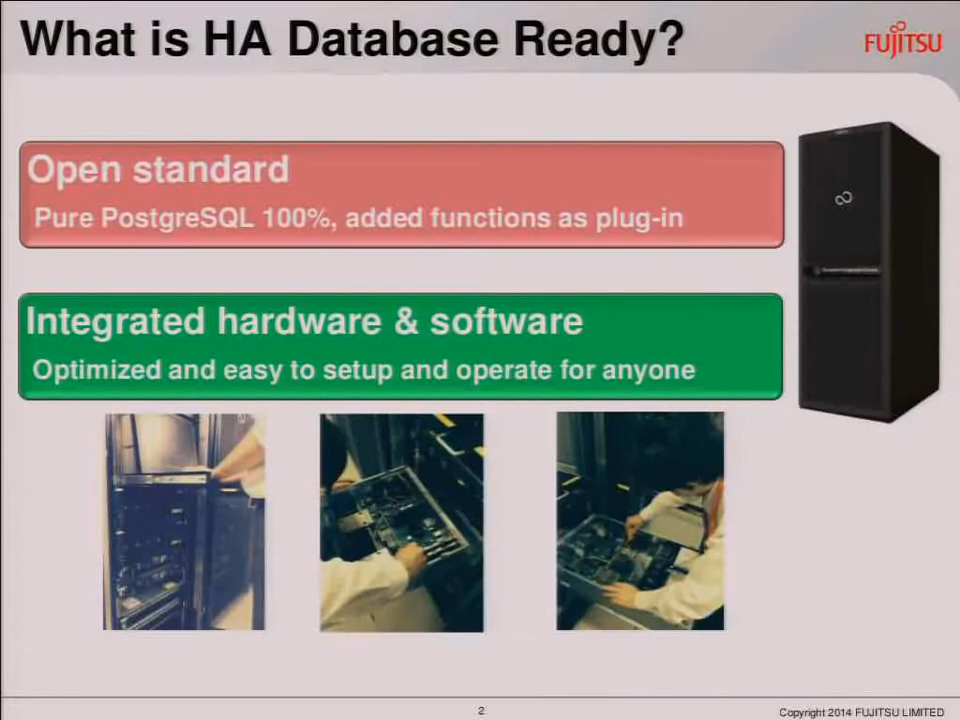 What is HA Database Ready?
FUJITSU
Open standard
Pure PostgreSQL 100%, added functions as plug-in
Integrated hardware & software
Optimized and easy to setup and operate for anyone
2
Copyright 2014 FUJITSU LIMITED